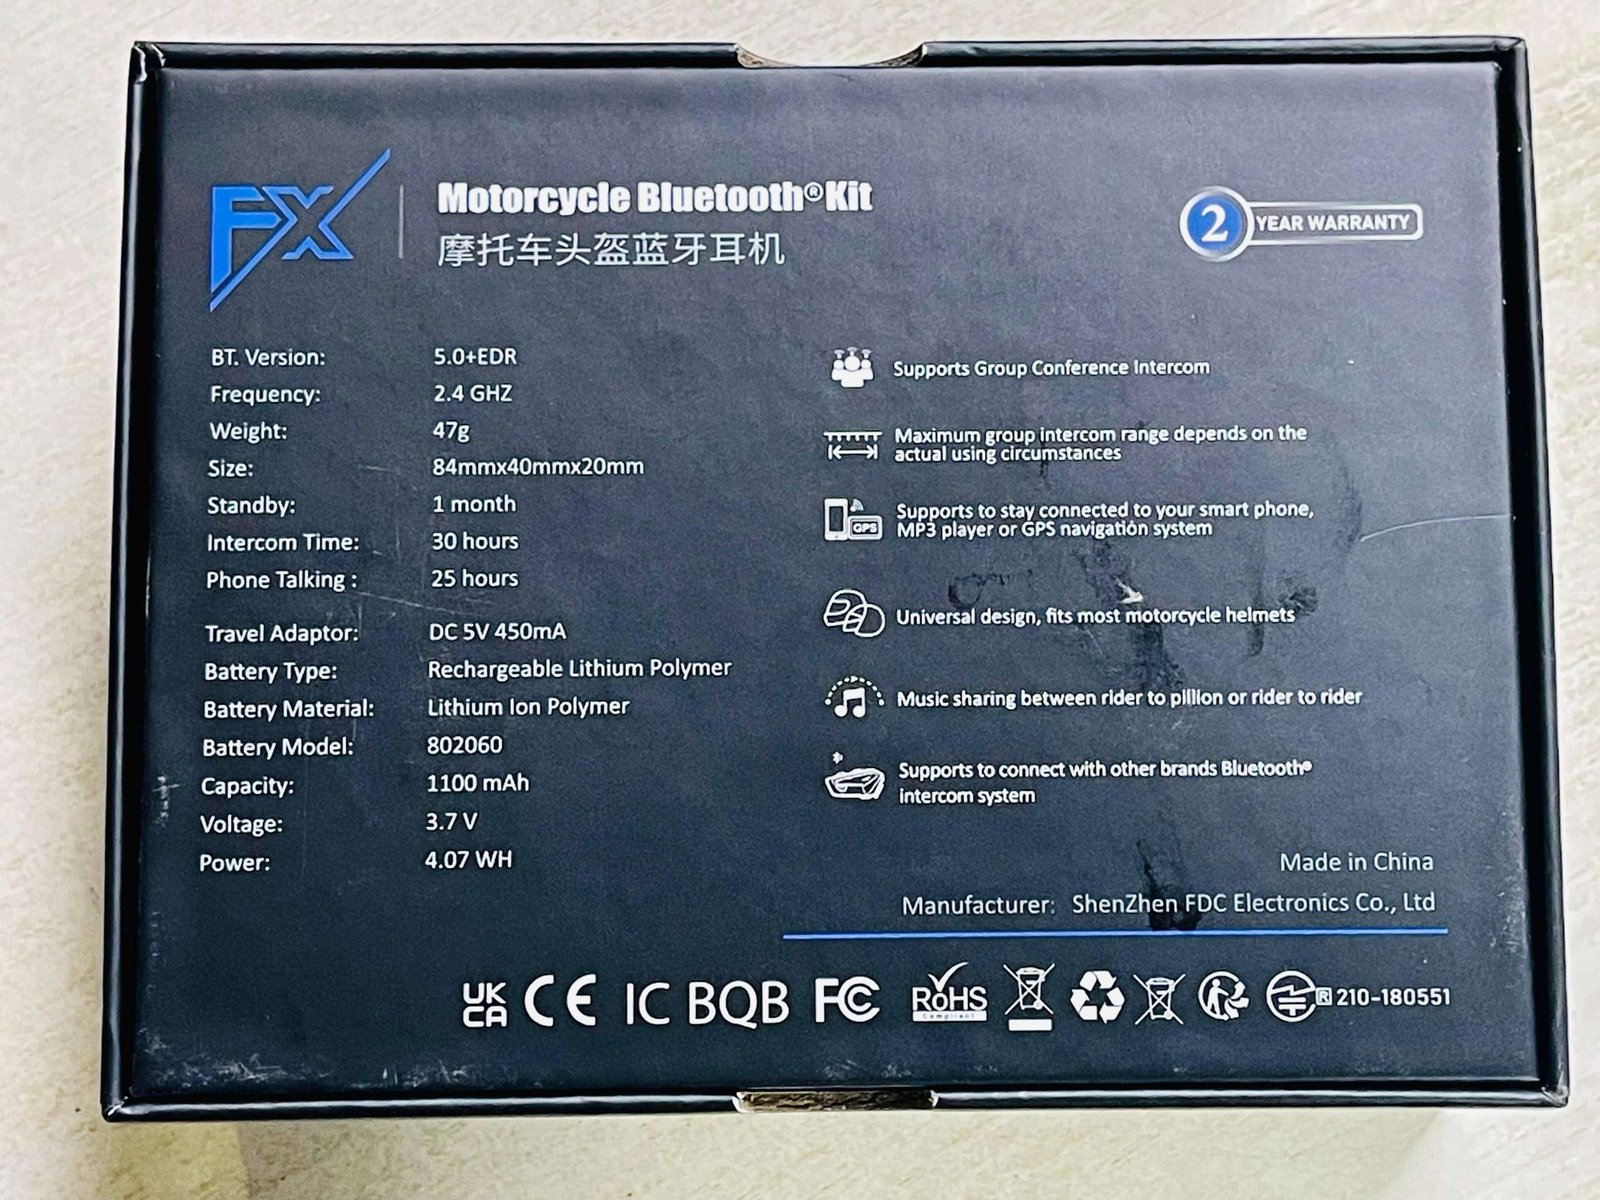 FX
Motorcycle Bluetooth®Kit
摩托车头盔蓝牙耳机
2 YEAR WARRANTY
BT. Version: 5.0+EDR
Frequency: 2.4 GHZ
Weight: 47g
Size: 84mmx40mmx20mm
Standby: 1 month
Intercom Time: 30 hours
Phone Talking : 25 hours
Travel Adaptor: DC 5V 450mA
Battery Type: Rechargeable Lithium Polymer
Battery Material: Lithium Ion Polymer
Battery Model: 802060
Capacity: 1100 mAh
Voltage: 3.7 V
Power: 4.07 WH
Supports Group Conference Intercom
Maximum group intercom range depends on the
actual using circumstances
GPS
Supports to stay connected to your smart phone,
MP3 player or GPS navigation system
Universal design, fits most motorcycle helmets
Music sharing between rider to pillion or rider to rider
Supports to connect with other brands Bluetooth®
intercom system
Made in China
Manufacturer: ShenZhen FDC Electronics Co., Ltd
UK
CA
CE IC BQB FC
RoHS
Compliant
R 210-180551